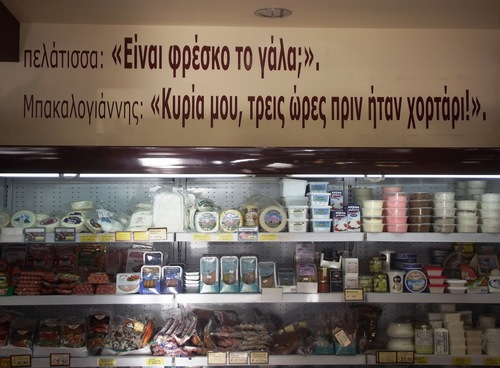 πελάτισσα: «Είναι φρέσκο το γάλα;».
Μπακαλογιάννης: «Κυρία μου, τρεις ώρες πριν ήταν χορτάρι!».